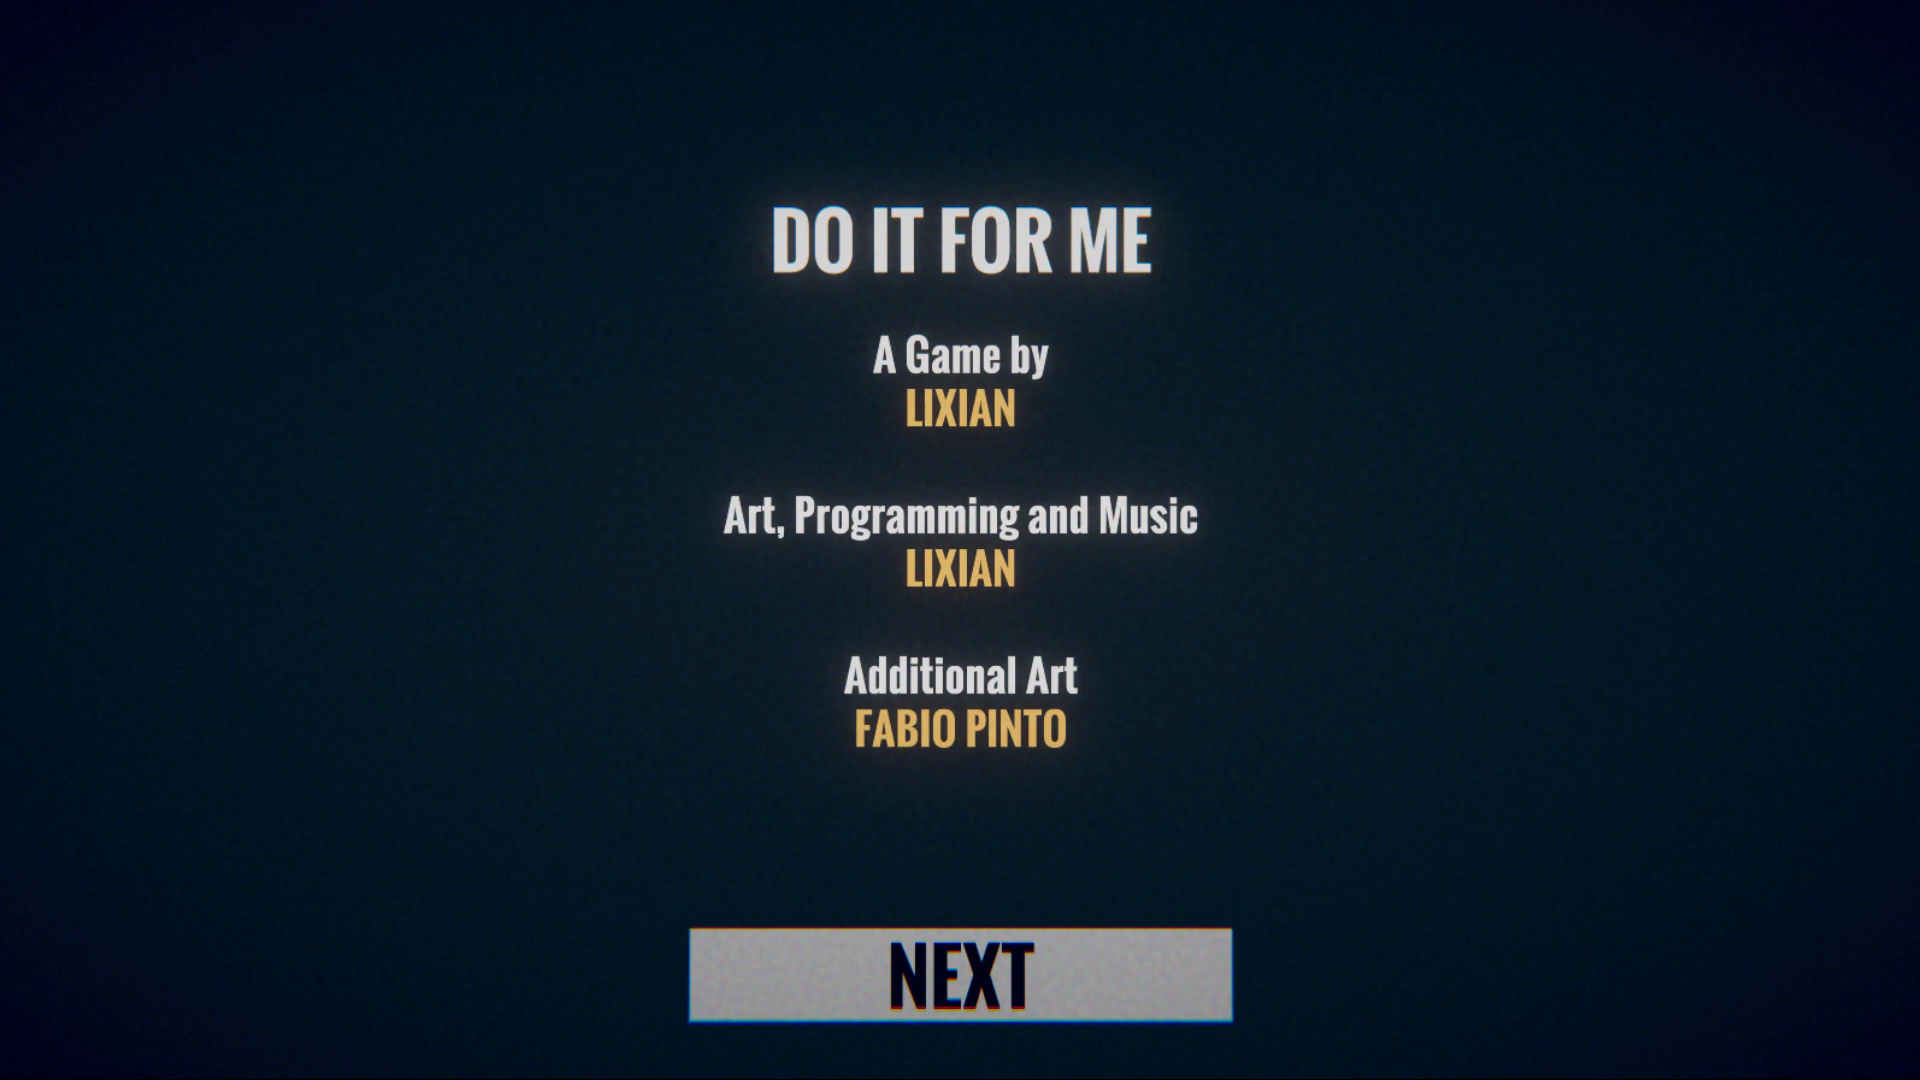 DO IT FOR ME
A Game by
LIXIAN
Art, Programming and Music
LIXIAN
Additional Art
FABIO PINTO
NEXT